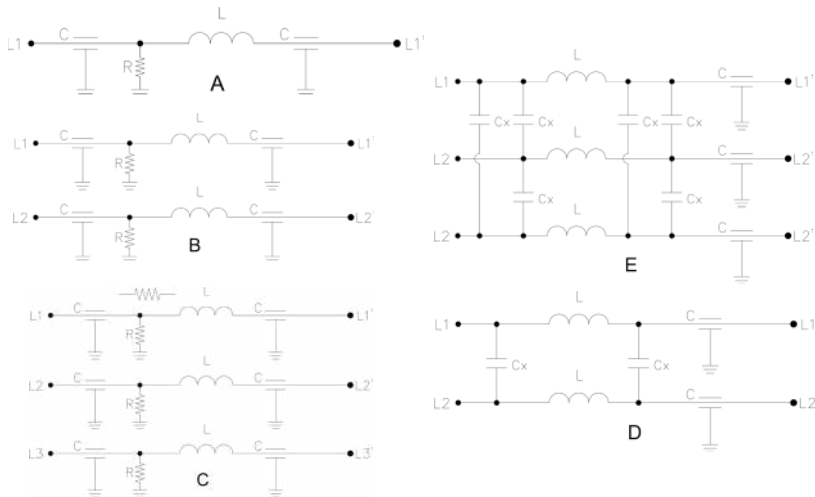 L
L1 C C L1'
R
A
L
L1 C C L1'
R
L
L2 C C L2'
R
B
L
L1 C C L1'
R
L
L2 C C L2'
R
L
L3 C C L3'
R
C
L
L1 C L1'
Cx Cx Cx Cx
L
L2 C L2'
Cx Cx
L
L2 C L2'
E
L
L1 C L1
Cx Cx
L
L2 C L2
D